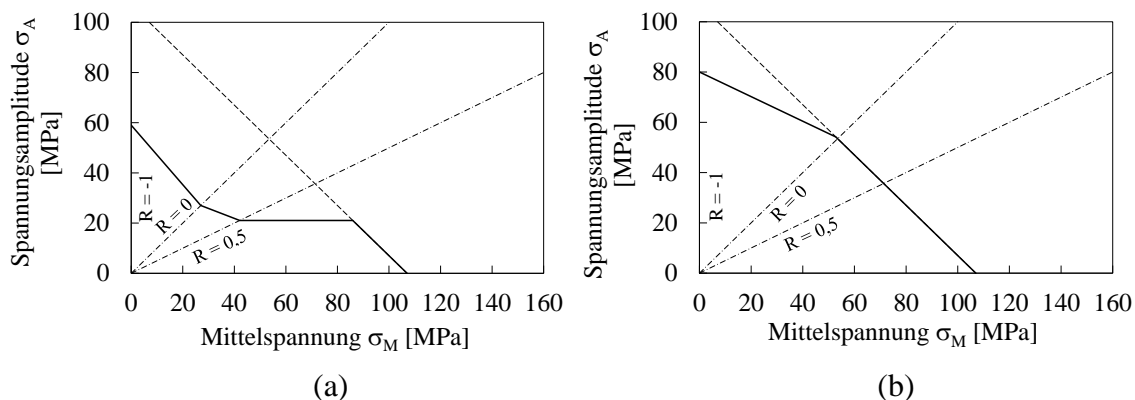 Spannungsamplitude σA
[MPa]
100
80
60
40
20
0
R = -1
R = 0
R = 0,5
0 20 40 60 80 100 120 140 160
Mittelspannung σM [MPa]
(a)
Spannungsamplitude σA
[MPa]
100
80
60
40
20
0
R = -1
R = 0
R = 0,5
0 20 40 60 80 100 120 140 160
Mittelspannung σM [MPa]
(b)